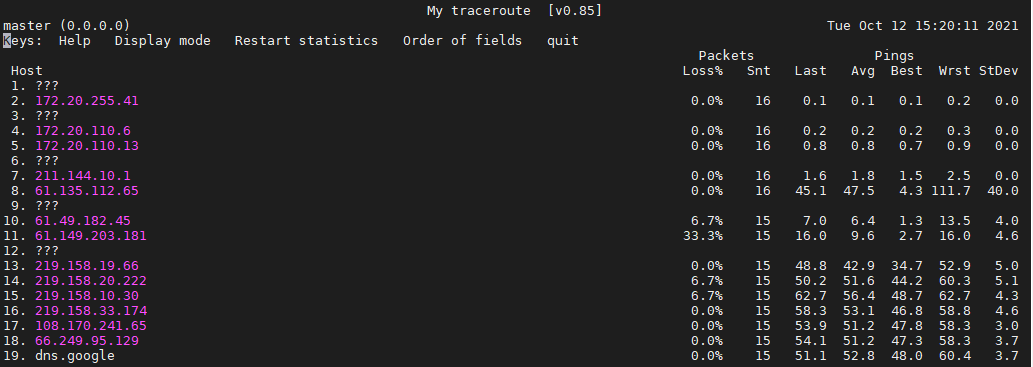 My traceroute  [v0.85]
master (0.0.0.0)  Tue Oct 12 15:20:11 2021
Keys:  Help   Display mode   Restart statistics   Order of fields   quit
Packets  Pings
Host  Loss%  Snt  Last  Avg  Best  Wrst StDev
1. ???
2. 172.20.255.41  0.0%  16  0.1  0.1  0.1  0.2  0.0
3. ???
4. 172.20.110.6  0.0%  16  0.2  0.2  0.2  0.3  0.0
5. 172.20.110.13  0.0%  16  0.8  0.8  0.7  0.9  0.0
6. ???
7. 211.144.10.1  0.0%  16  1.6  1.8  1.5  2.5  0.0
8. 61.135.112.65  0.0%  16  45.1  47.5  4.3 111.7  40.0
9. ???
10. 61.49.182.45  6.7%  15  7.0  6.4  1.3  13.5  4.0
11. 61.149.203.181  33.3%  15  16.0  9.6  2.7  16.0  4.6
12. ???
13. 219.158.19.66  0.0%  15  48.8  42.9  34.7  52.9  5.0
14. 219.158.20.222  6.7%  15  50.2  51.6  44.2  60.3  5.1
15. 219.158.10.30  6.7%  15  62.7  56.4  48.7  62.7  4.3
16. 219.158.33.174  0.0%  15  58.3  53.1  46.8  58.8  4.6
17. 108.170.241.65  0.0%  15  53.9  51.2  47.8  58.3  3.0
18. 66.249.95.129  0.0%  15  54.1  51.2  47.3  58.3  3.7
19. dns.google  0.0%  15  51.1  52.8  48.0  60.4  3.7